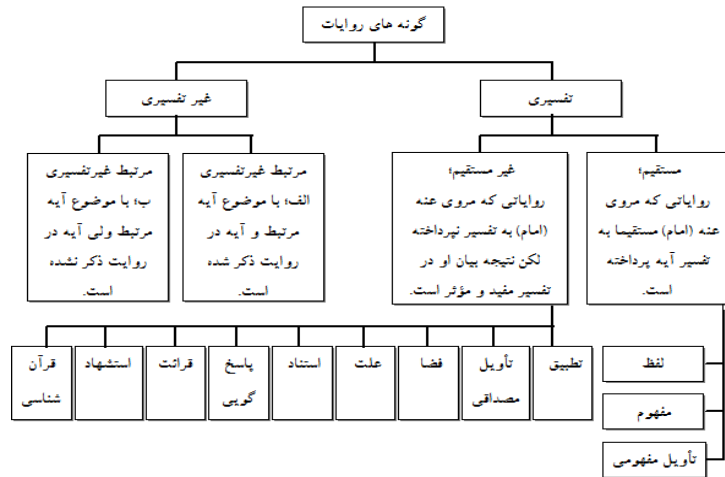 گونه های روایات
تفسیری
غیر تفسیری
مستقیم؛
روایاتی که مروی
عنه (امام) مستقیما به
تفسیر آیه پرداخته
است.
غیر مستقیم؛
روایاتی که مروی عنه
(امام) به تفسیر نپرداخته
لکن نتیجه بیان او در
تفسیر مفید و مؤثر است.
مرتبط غیرتفسیری
الف؛ با موضوع آیه
مرتبط و آیه در
روایت ذکر شده
است.
مرتبط غیرتفسیری
ب؛ با موضوع آیه
مرتبط ولی آیه در
روایت ذکر نشده
است.
لفظ
مفهوم
تأویل مفهومی
تطبیق
تأویل
مصداقی
فضا
علت
استناد
پاسخ
گویی
قرائت
استشهاد
قرآن
شناسی